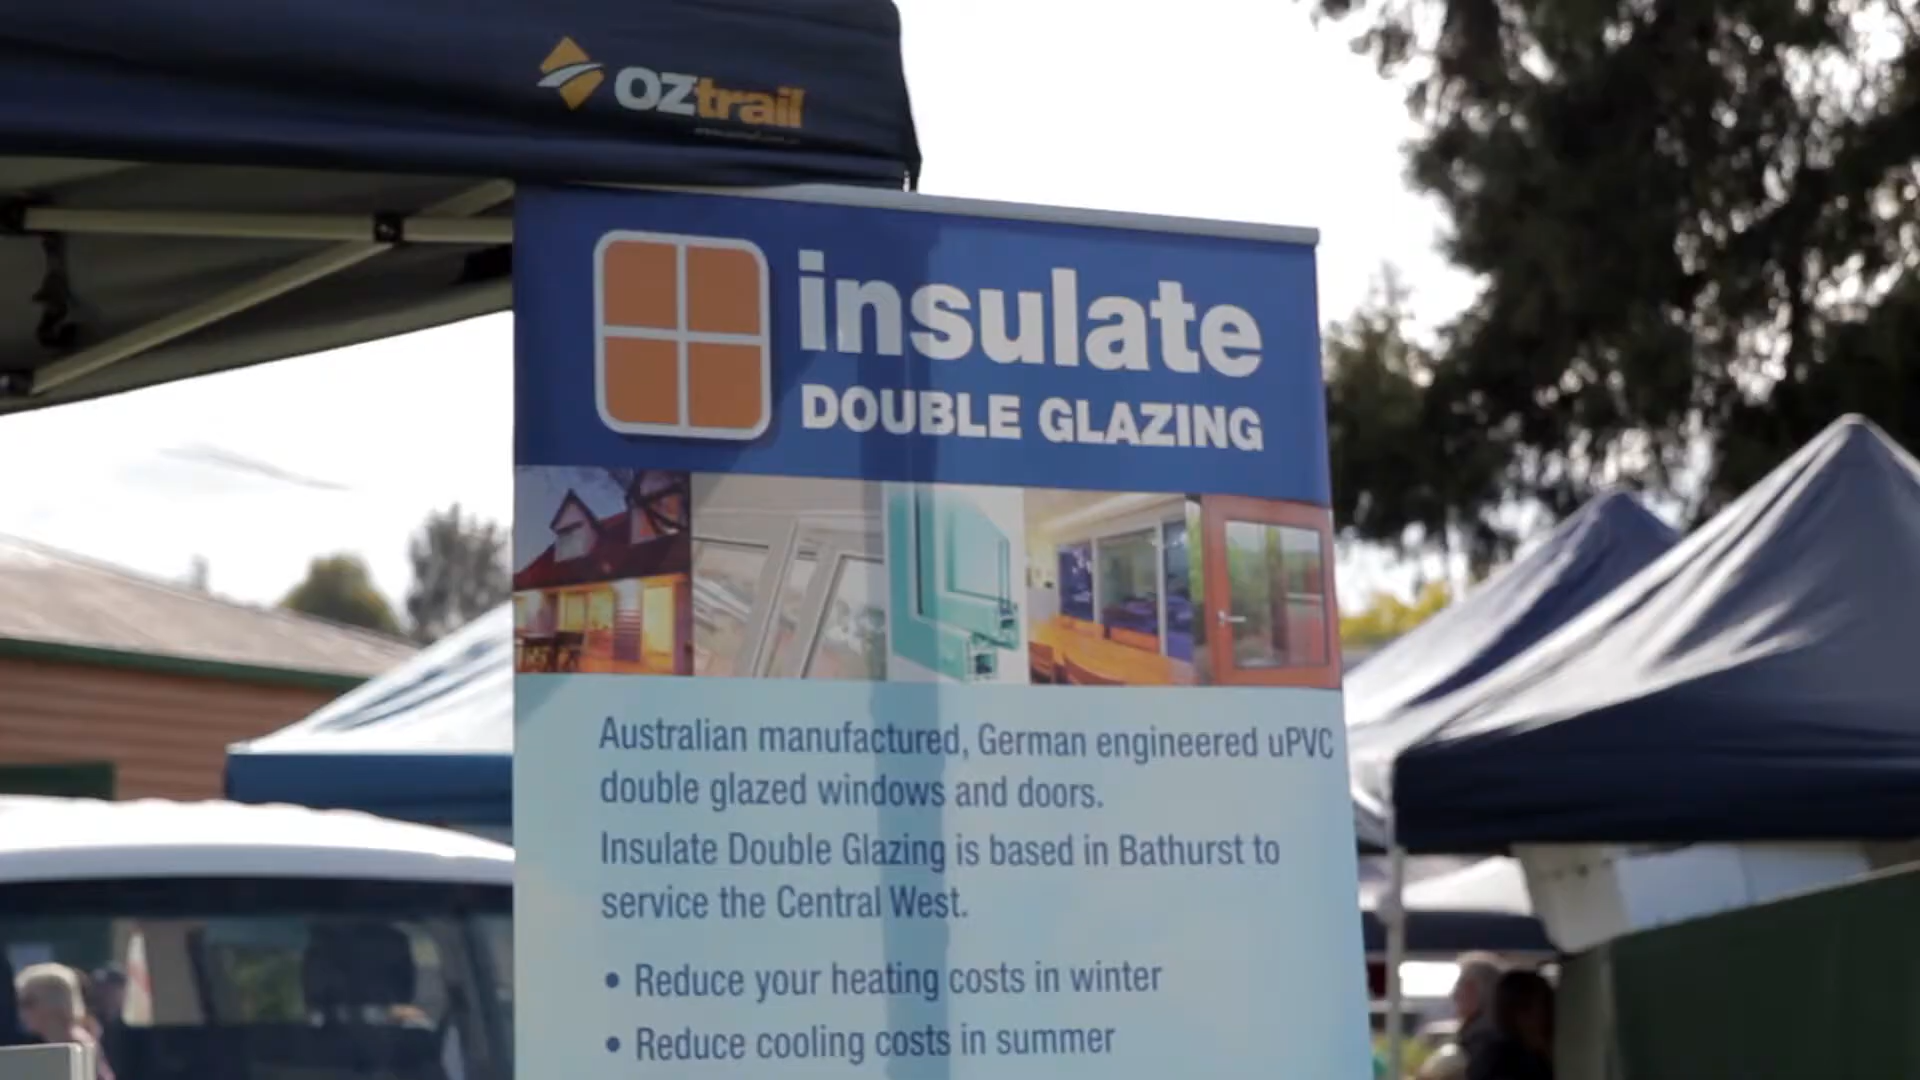 OZtrail
insulate
DOUBLE GLAZING
Australian manufactured, German engineered uPVC
double glazed windows and doors.
Insulate Double Glazing is based in Bathurst to
service the Central West.
• Reduce your heating costs in winter
• Reduce cooling costs in summer